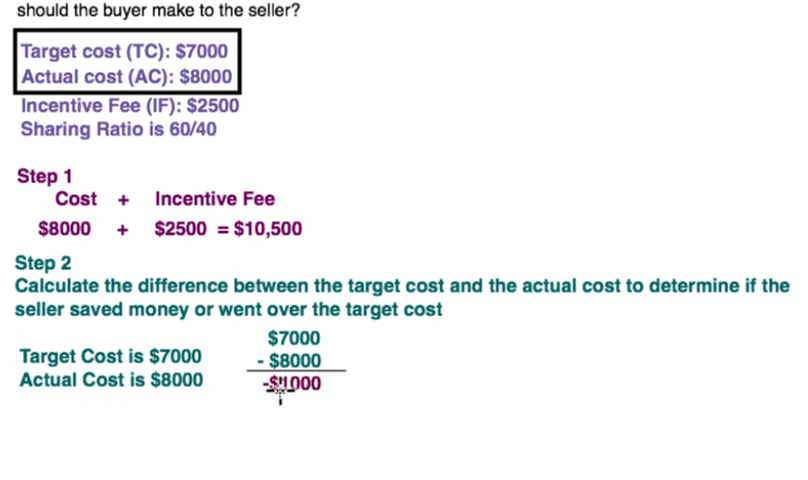 should the buyer make to the seller?
Target cost (TC): $7000
Actual cost (AC): $8000
Incentive Fee (IF): $2500
Sharing Ratio is 60/40
Step 1
Cost + Incentive Fee
$8000 + $2500 = $10,500
Step 2
Calculate the difference between the target cost and the actual cost to determine if the
seller saved money or went over the target cost
$7000
Target Cost is $7000 - $8000
Actual Cost is $8000 -$1000